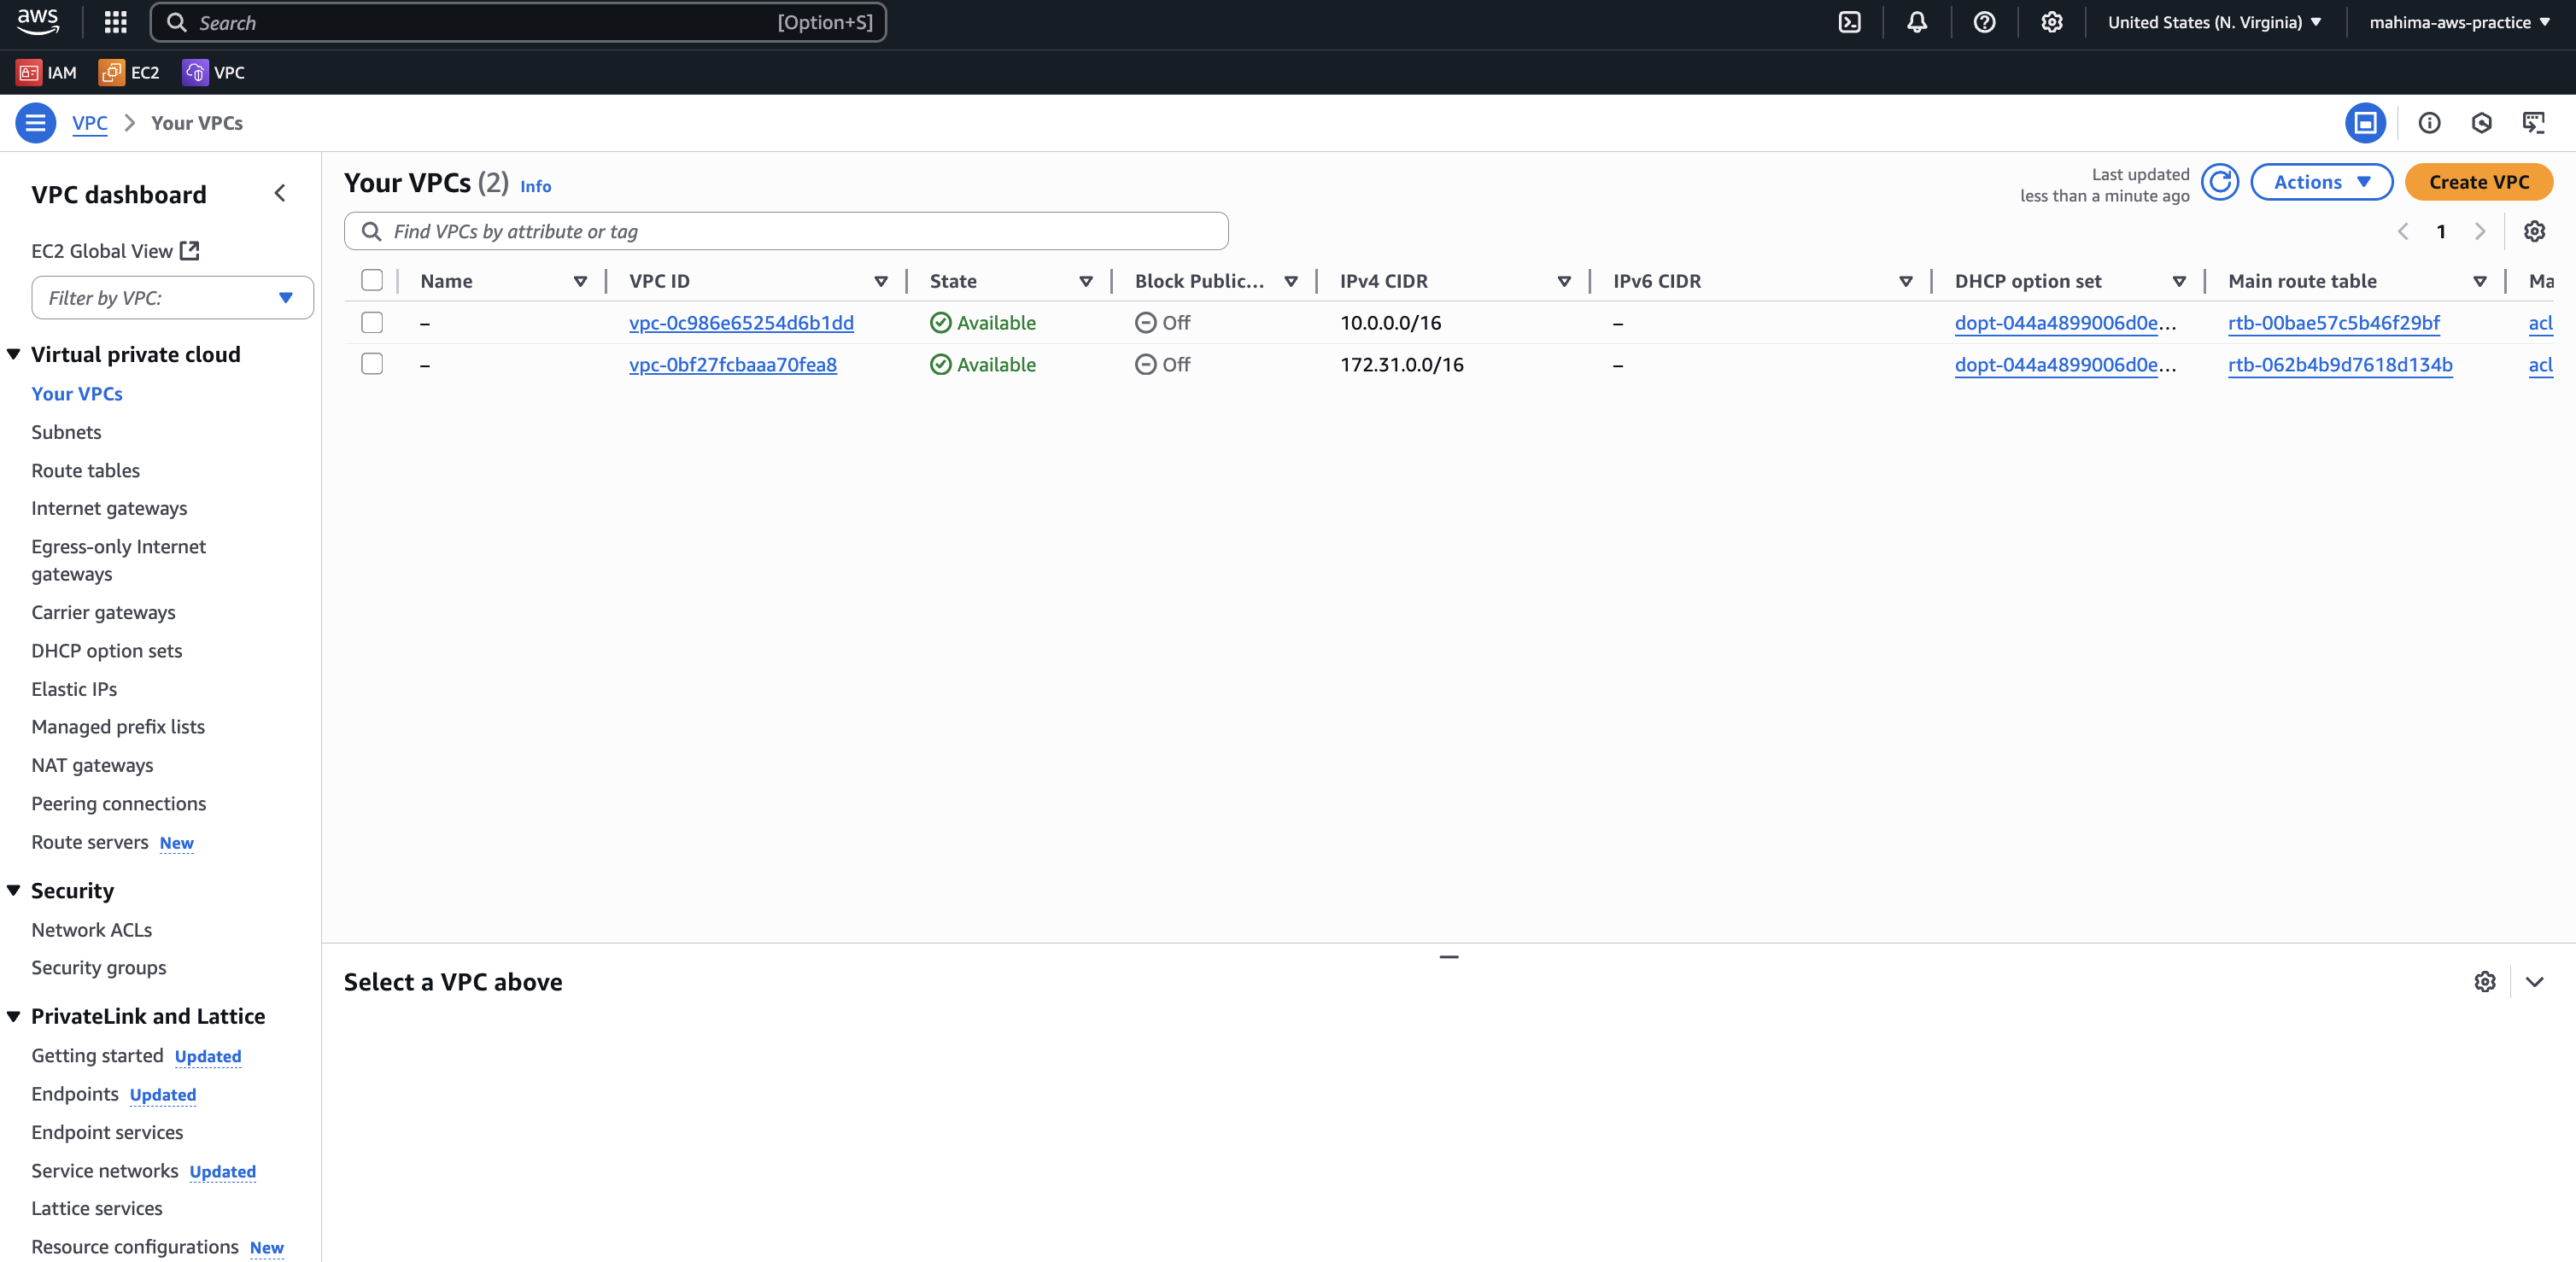 aws
Search [Option+S]
United States (N. Virginia)
mahima-aws-practice
IAM
EC2
VPC
VPC > Your VPCs
VPC dashboard
EC2 Global View
Filter by VPC:
Virtual private cloud
Your VPCs
Subnets
Route tables
Internet gateways
Egress-only Internet
gateways
Carrier gateways
DHCP option sets
Elastic IPs
Managed prefix lists
NAT gateways
Peering connections
Route servers New
Security
Network ACLs
Security groups
PrivateLink and Lattice
Getting started Updated
Endpoints Updated
Endpoint services
Service networks Updated
Lattice services
Resource configurations New
Your VPCs (2) Info
Last updated
less than a minute ago
Actions
Create VPC
Find VPCs by attribute or tag
1
Name VPC ID State Block Public... IPv4 CIDR IPv6 CIDR DHCP option set Main route table Ma
– vpc-0c986e65254d6b1dd Available Off 10.0.0.0/16 – dopt-044a4899006d0e... rtb-00bae57c5b46f29bf acl
– vpc-0bf27fcbaaa70fea8 Available Off 172.31.0.0/16 – dopt-044a4899006d0e... rtb-062b4b9d7618d134b acl
Select a VPC above